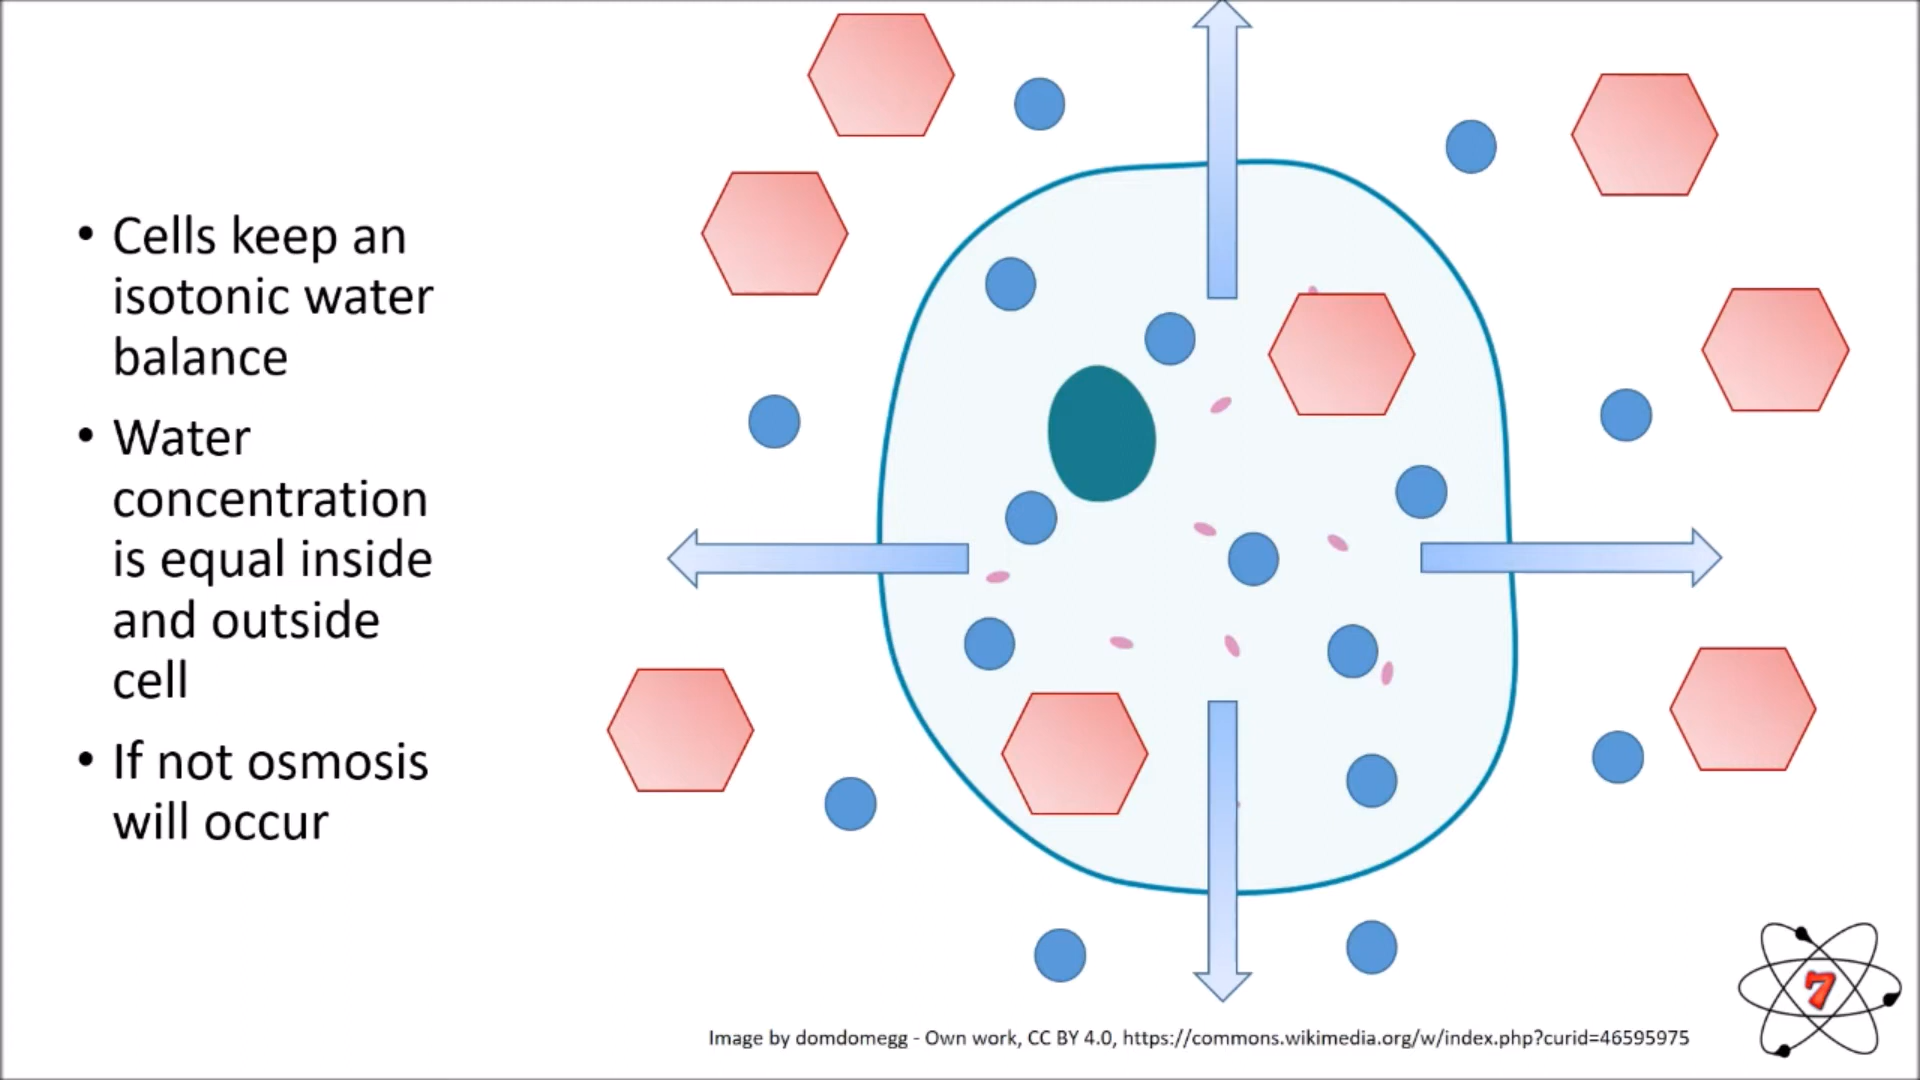 • Cells keep an
isotonic water
balance
• Water
concentration
is equal inside
and outside
cell
• If not osmosis
will occur
7
Image by domdomegg - Own work, CC BY 4.0, https://commons.wikimedia.org/w/index.php?curid=46595975